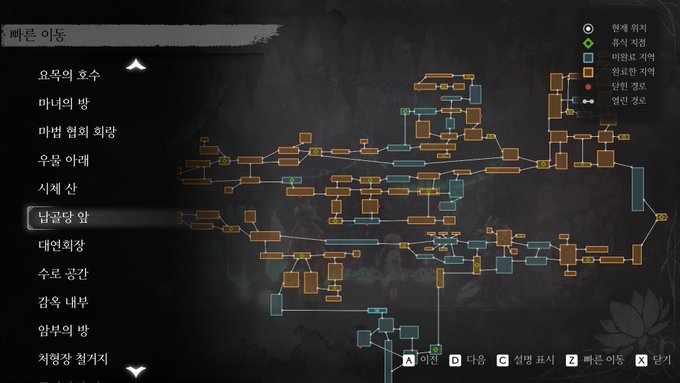 빠른 이동
요목의 호수
마녀의 방
마법 협회 회랑
우물 아래
시체 산
납골당 앞
대연회장
수로 공간
감옥 내부
암부의 방
처형장 철거지
현재 위치
휴식 지점
미완료 지역
완료한 지역
닫힌 경로
열린 경로
A 이전 D 다음 C 설명 표시 Z 빠른 이동 X 닫기